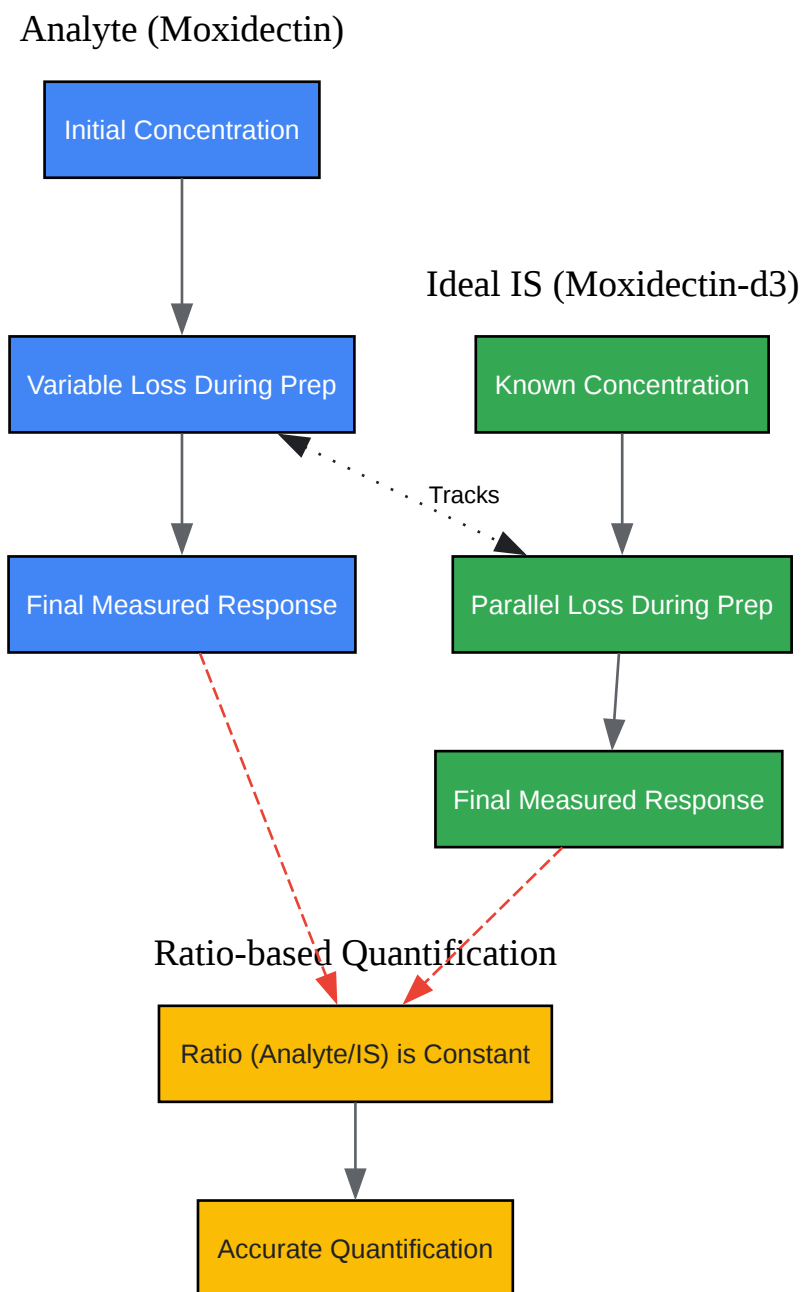 Analyte (Moxidectin)
Initial Concentration
Ideal IS (Moxidectin-d3)
Variable Loss During Prep
Known Concentration
Tracks
Final Measured Response
Parallel Loss During Prep
Final Measured Response
Ratio-based Quantification
Ratio (Analyte/IS) is Constant
Accurate Quantification